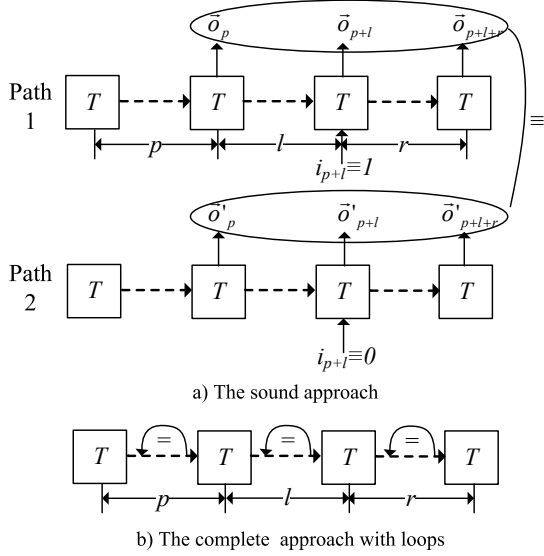 o⃗p o⃗p+l o⃗p+l+r
Path 1 T T T T
≡
p l r
ip+l≡1
o⃗'p o⃗'p+l o⃗'p+l+r
Path 2 T T T T
ip+l≡0
a) The sound approach
= = =
T T T T
p l r
b) The complete approach with loops